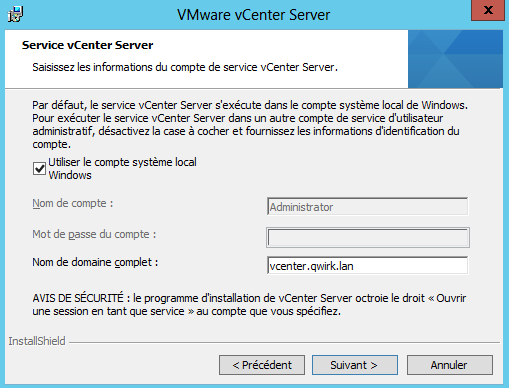 VMware vCenter Server
X
Service vCenter Server
Saisissez les informations du compte de service vCenter Server.
Par défaut, le service vCenter Server s'exécute dans le compte système local de Windows.
Pour exécuter le service vCenter Server dans un autre compte de service d'utilisateur
administratif, désactivez la case à cocher et fournissez les informations d'identification du
compte.
Utiliser le compte système local
Windows
Nom de compte :
Administrator
Mot de passe du compte :
Nom de domaine complet :
vcenter.qwirk.lan
AVIS DE SÉCURITÉ : le programme d'installation de vCenter Server octroie le droit « Ouvrir
une session en tant que service » au compte que vous spécifiez.
InstallShield
< Précédent
Suivant >
Annuler